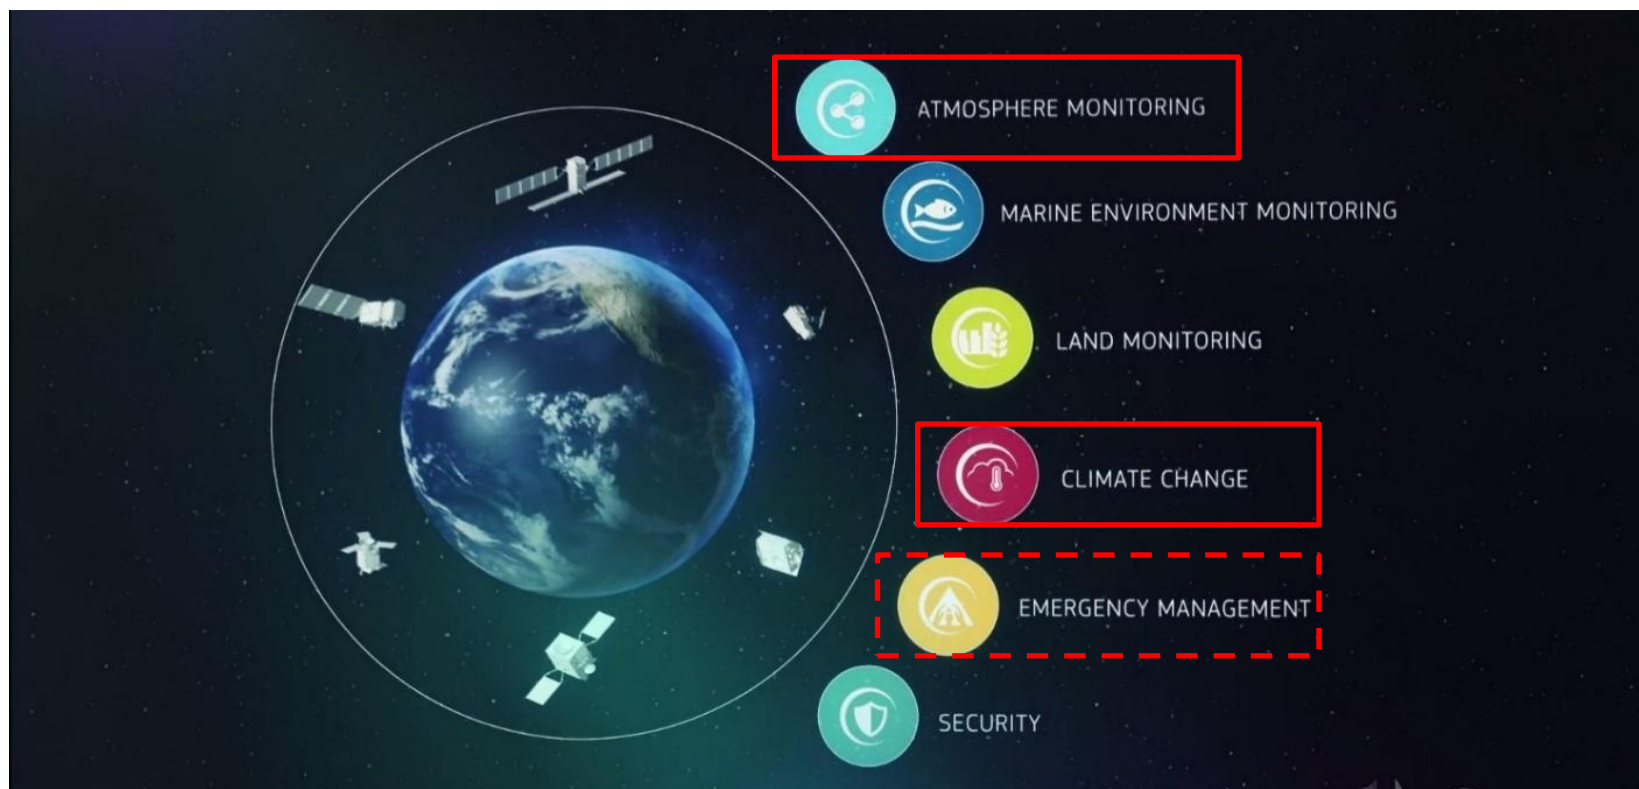 ATMOSPHERE MONITORING
MARINE ENVIRONMENT MONITORING
LAND MONITORING
CLIMATE CHANGE
EMERGENCY MANAGEMENT
SECURITY